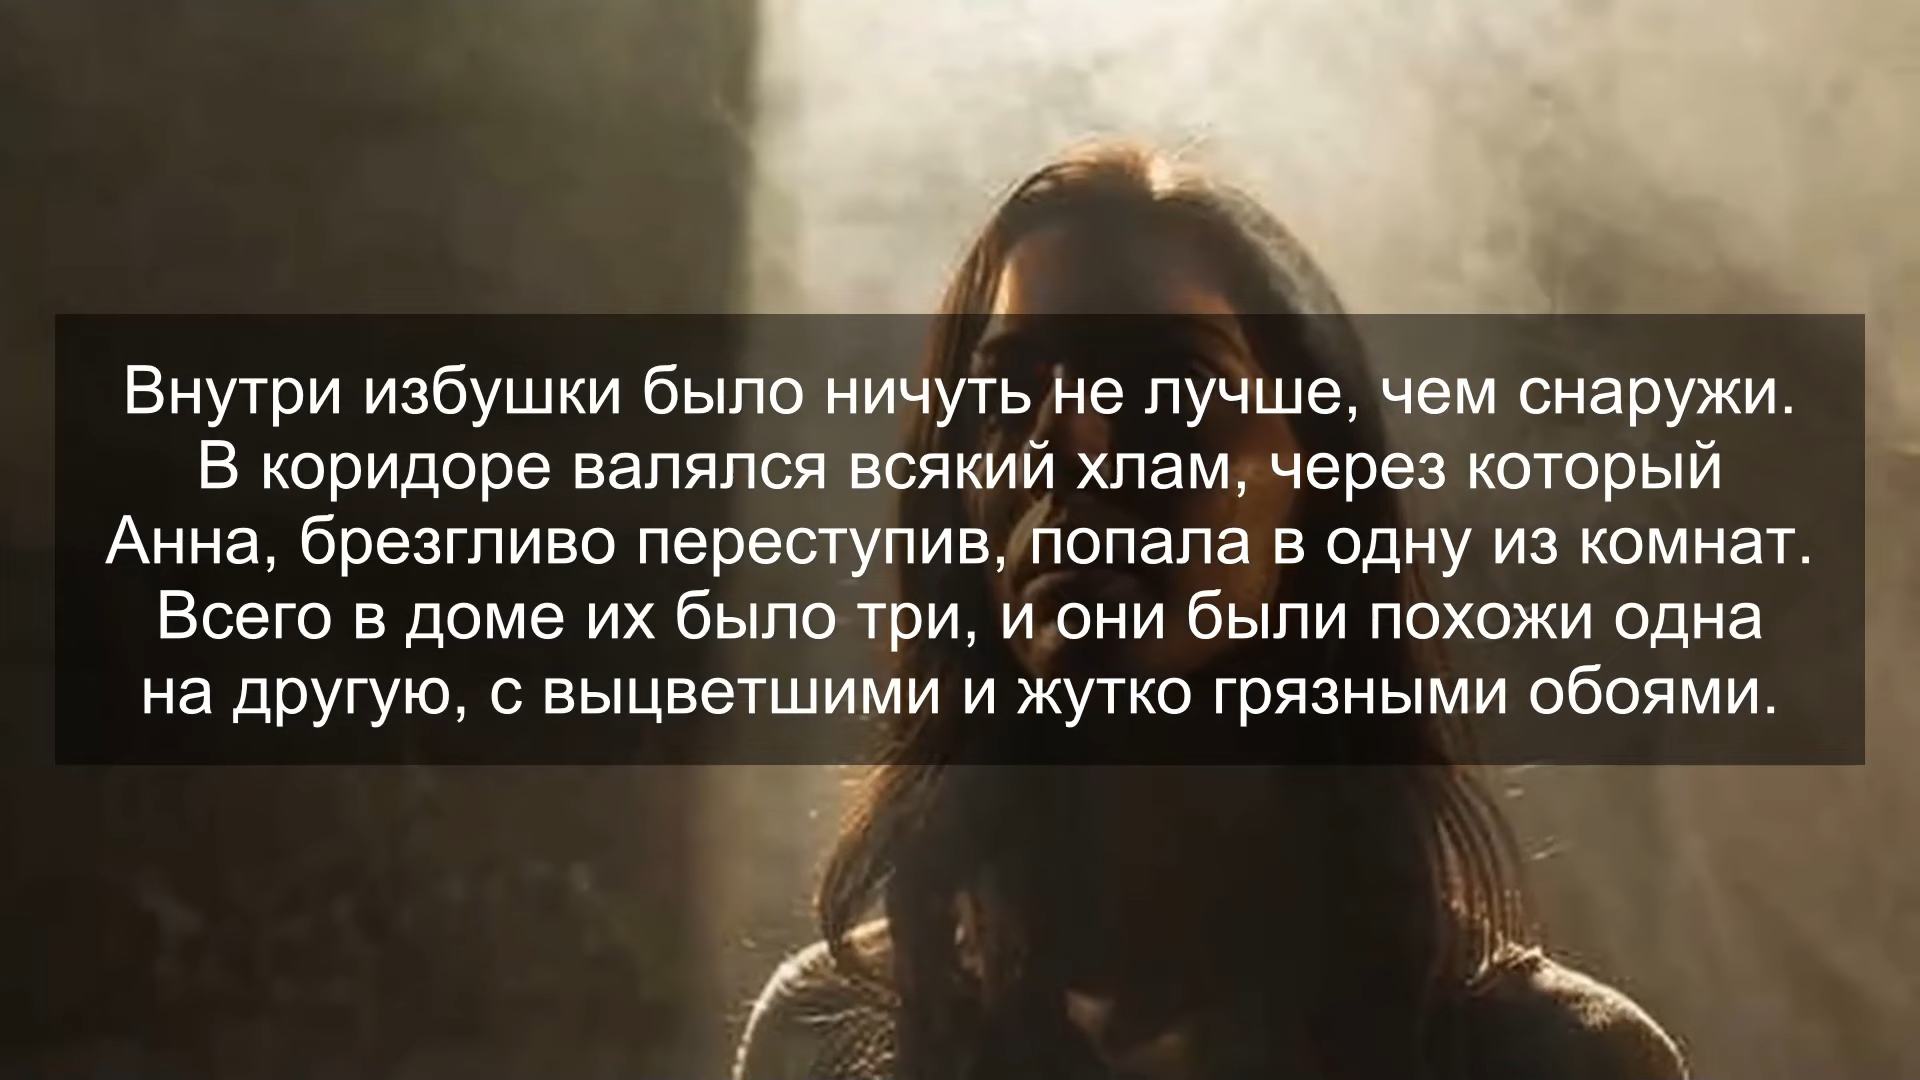 Внутри избушки было ничуть не лучше, чем снаружи.
В коридоре валялся всякий хлам, через который
Анна, брезгливо переступив, попала в одну из комнат.
Всего в доме их было три, и они были похожи одна
на другую, с выцветшими и жутко грязными обоями.